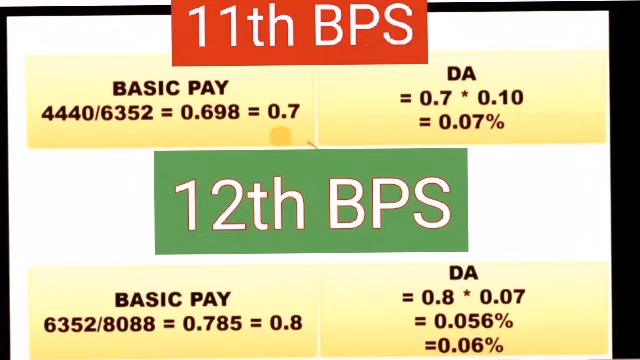 11th BPS
BASIC PAY
4440/6352 = 0.698 = 0.7
DA
= 0.7 * 0.10
= 0.07%
12th BPS
BASIC PAY
6352/8088 = 0.785 = 0.8
DA
= 0.8 * 0.07
= 0.056%
=0.06%